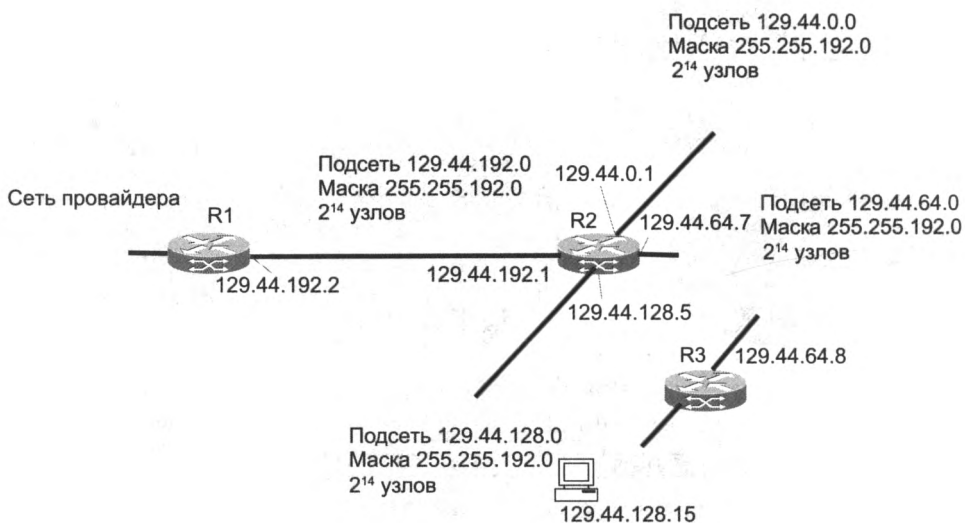 Подсеть 129.44.0.0
Маска 255.255.192.0
2¹⁴ узлов
Подсеть 129.44.192.0
Маска 255.255.192.0
2¹⁴ узлов
129.44.0.1
Сеть провайдера
R1
R2
129.44.64.7
Подсеть 129.44.64.0
Маска 255.255.192.0
2¹⁴ узлов
129.44.192.2
129.44.192.1
129.44.128.5
R3
129.44.64.8
Подсеть 129.44.128.0
Маска 255.255.192.0
2¹⁴ узлов
129.44.128.15